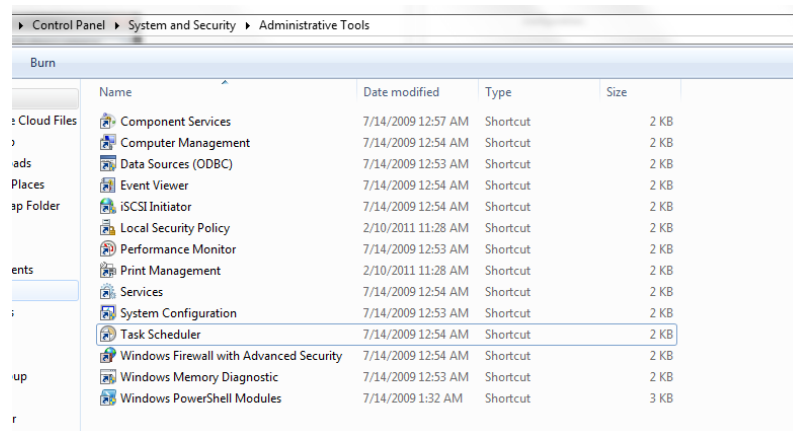 Control Panel ▸ System and Security ▸ Administrative Tools
Burn
Name Date modified Type Size
Cloud Files
Component Services 7/14/2009 12:57 AM Shortcut 2 KB
Computer Management 7/14/2009 12:54 AM Shortcut 2 KB
Data Sources (ODBC) 7/14/2009 12:53 AM Shortcut 2 KB
Places Event Viewer 7/14/2009 12:54 AM Shortcut 2 KB
Folder iSCSI Initiator 7/14/2009 12:54 AM Shortcut 2 KB
Local Security Policy 2/10/2011 11:28 AM Shortcut 2 KB
Performance Monitor 7/14/2009 12:53 AM Shortcut 2 KB
Print Management 2/10/2011 11:28 AM Shortcut 2 KB
Services 7/14/2009 12:54 AM Shortcut 2 KB
System Configuration 7/14/2009 12:53 AM Shortcut 2 KB
Task Scheduler 7/14/2009 12:54 AM Shortcut 2 KB
Windows Firewall with Advanced Security 7/14/2009 12:54 AM Shortcut 2 KB
Windows Memory Diagnostic 7/14/2009 12:53 AM Shortcut 2 KB
Windows PowerShell Modules 7/14/2009 1:32 AM Shortcut 3 KB